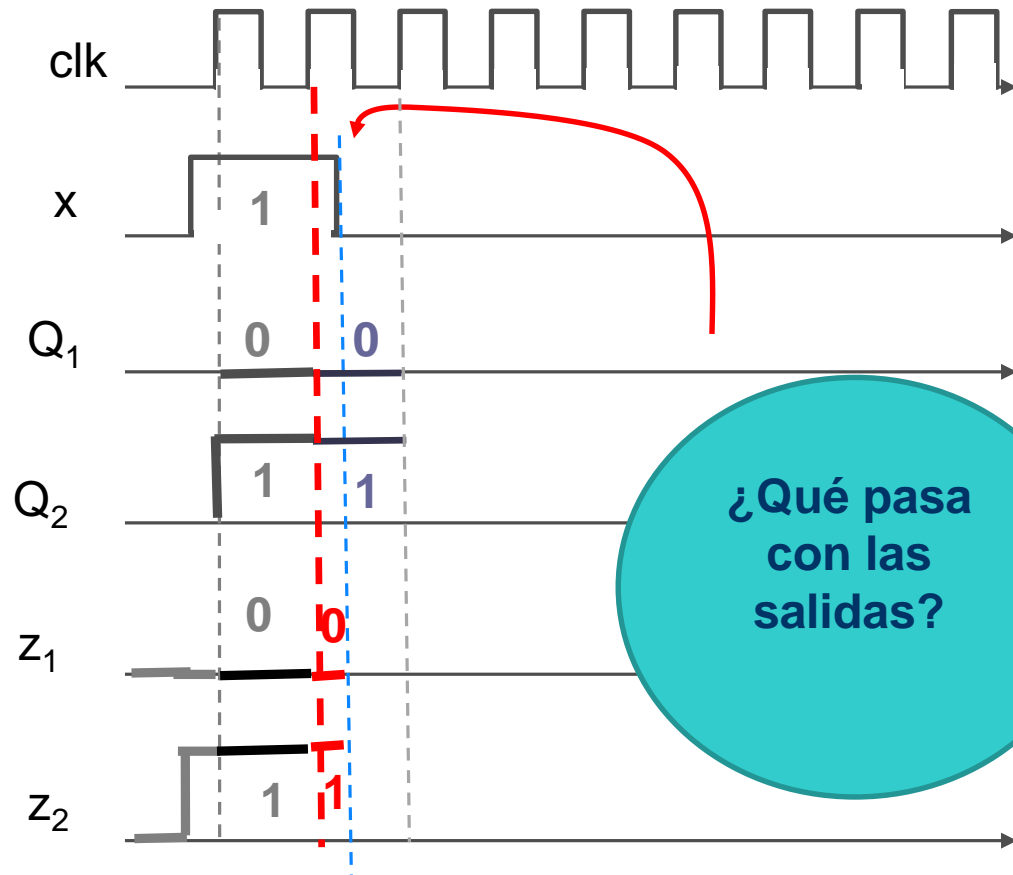 clk
x
1
Q₁
0 0
Q₂
1 1
z₁
0 0
z₂
1 1
¿Qué pasa
con las
salidas?